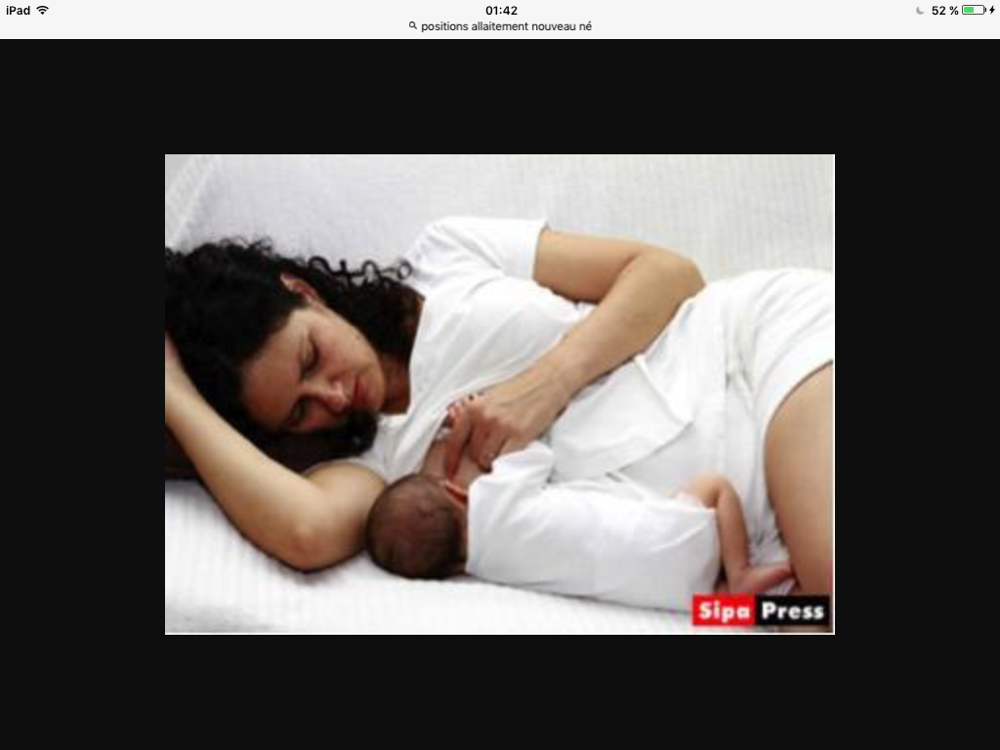 iPad 01:42 52 %
positions allaitement nouveau né
Sipa Press